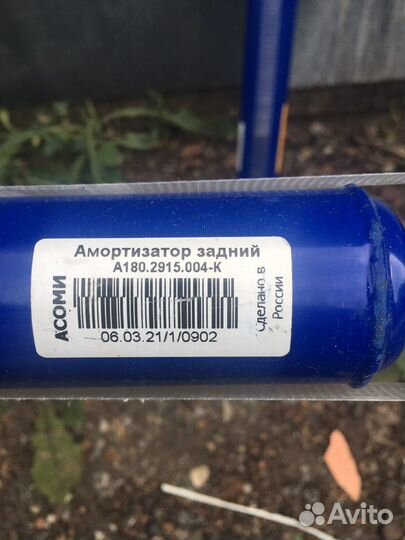 Амортизатор задний
А180.2915.004-К
АСОМИ
06.03.21/1/0902
Сделано в
России
Avito